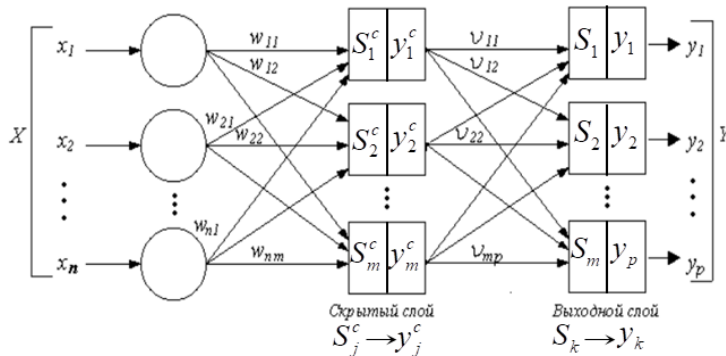 x₁ w₁₁ S₁ᶜ y₁ᶜ υ₁₁ S₁ y₁ y₁
w₁₂ υ₁₂
X x₂ w₂₁ w₂₂ S₂ᶜ y₂ᶜ υ₂₂ S₂ y₂ y₂ Y
xₙ wₙ₁ wₙₘ Sₘᶜ yₘᶜ υₘₚ Sₘ yₚ yₚ
Скрытый слой Выходной слой
Sⱼᶜ → yⱼᶜ Sₖ → yₖ